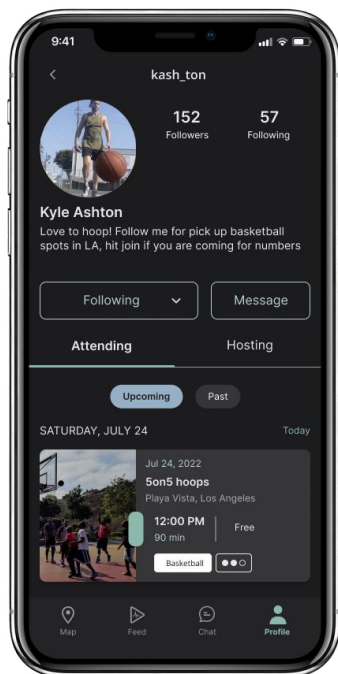 9:41
kash_ton
152 57
Followers Following
Kyle Ashton
Love to hoop! Follow me for pick up basketball
spots in LA, hit join if you are coming for numbers
Following Message
Attending Hosting
Upcoming Past
SATURDAY, JULY 24 Today
Jul 24, 2022
5on5 hoops
Playa Vista, Los Angeles
12:00 PM Free
90 min
Basketball
Map Feed Chat Profile